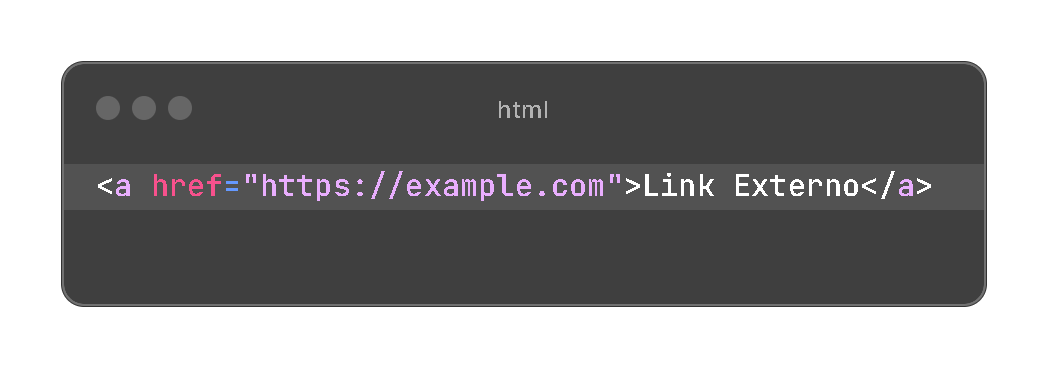 html
<a href="https://example.com">Link Externo</a>